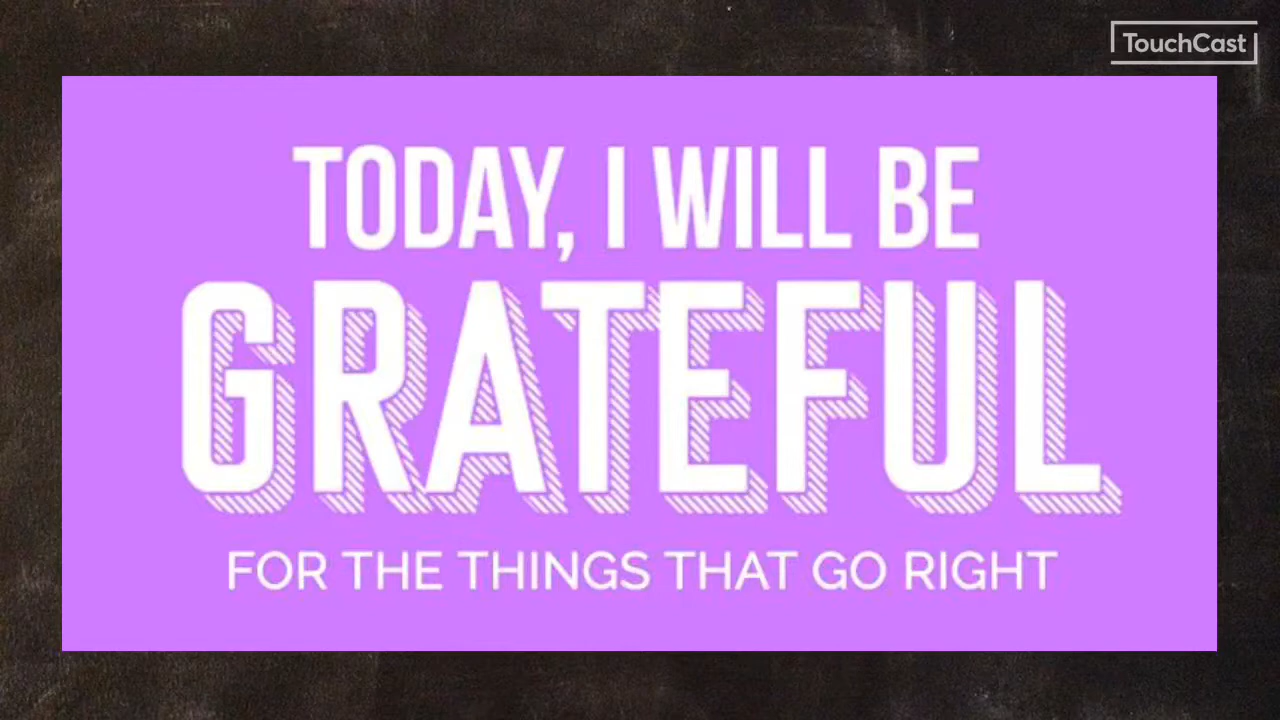 TouchCast
TODAY, I WILL BE
GRATEFUL
FOR THE THINGS THAT GO RIGHT